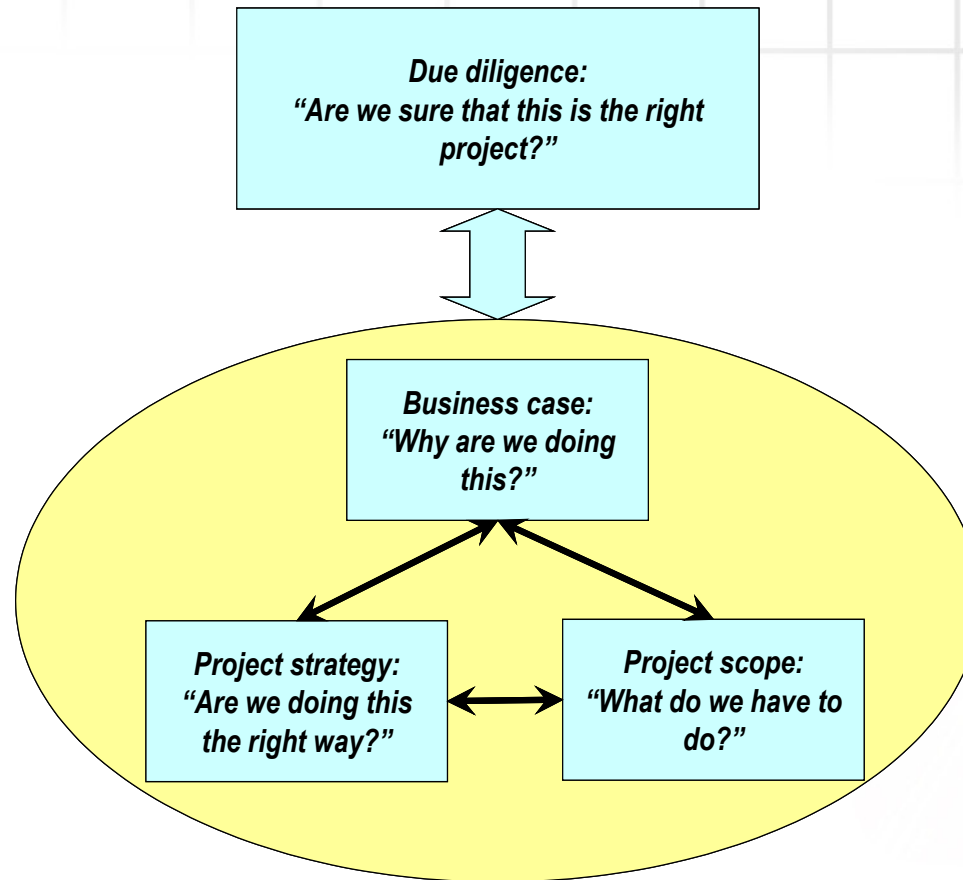 Due diligence:
“Are we sure that this is the right
project?”
Business case:
“Why are we doing
this?”
Project strategy:
“Are we doing this
the right way?”
Project scope:
“What do we have to
do?”